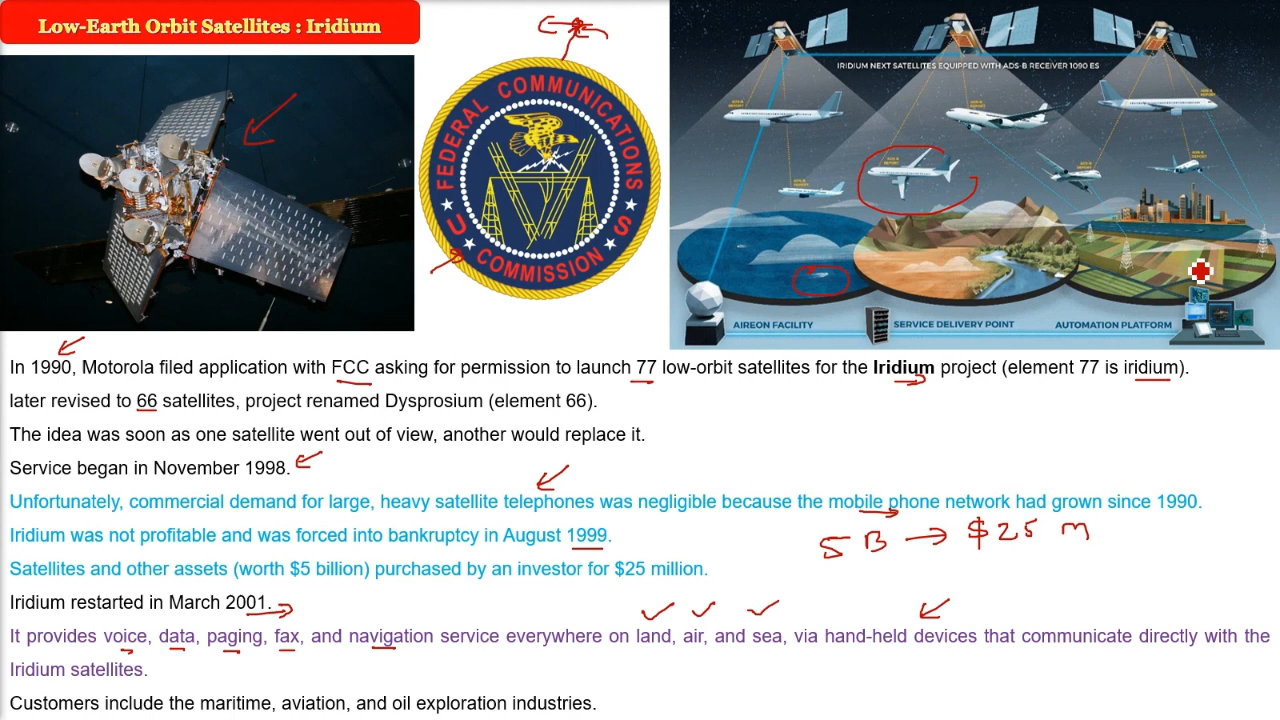 Low-Earth Orbit Satellites : Iridium
FEDERAL COMMUNICATIONS
U S
COMMISSION
IRIDIUM NEXT SATELLITES EQUIPPED WITH ADS-B RECEIVER 1090 ES
AIREON FACILITY
SERVICE DELIVERY POINT
AUTOMATION PLATFORM
In 1990, Motorola filed application with FCC asking for permission to launch 77 low-orbit satellites for the Iridium project (element 77 is iridium).
later revised to 66 satellites, project renamed Dysprosium (element 66).
The idea was soon as one satellite went out of view, another would replace it.
Service began in November 1998.
Unfortunately, commercial demand for large, heavy satellite telephones was negligible because the mobile phone network had grown since 1990.
Iridium was not profitable and was forced into bankruptcy in August 1999.
5 B → $25 m
Satellites and other assets (worth $5 billion) purchased by an investor for $25 million.
Iridium restarted in March 2001.
It provides voice, data, paging, fax, and navigation service everywhere on land, air, and sea, via hand-held devices that communicate directly with the
Iridium satellites.
Customers include the maritime, aviation, and oil exploration industries.